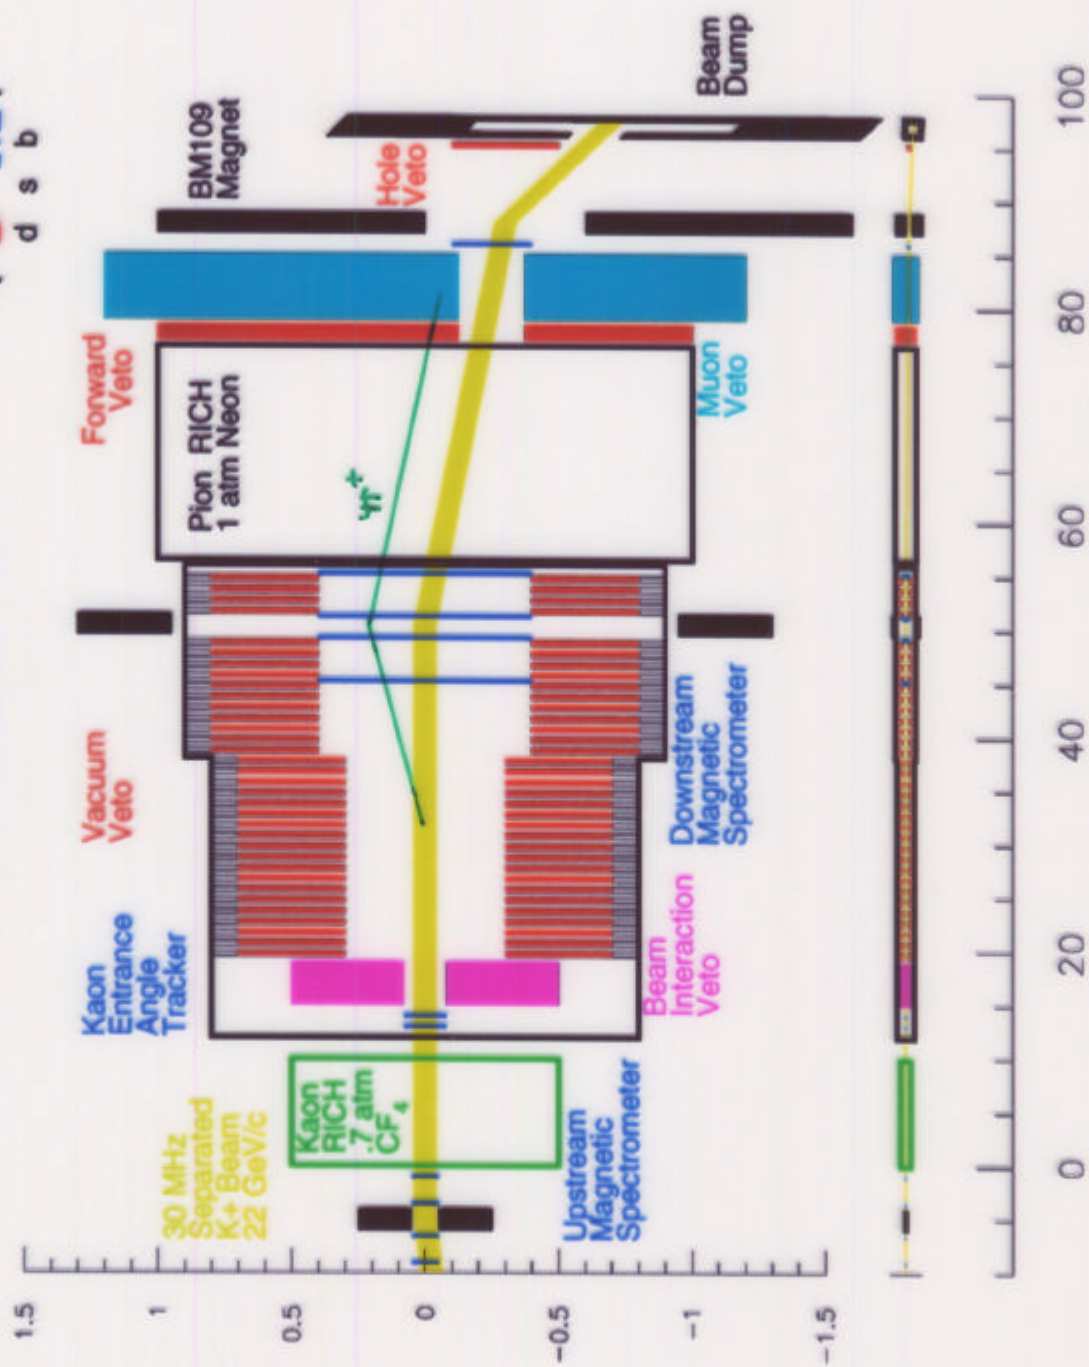 d s b
30 MHz
Separated
K+ Beam
22 GeV/c
Kaon
Entrance
Angle
Tracker
Vacuum
Veto
Forward
Veto
BM109
Magnet
Kaon
RICH
.7 atm
CF4
Pion RICH
1 atm Neon
π+
Hole
Veto
Upstream
Magnetic
Spectrometer
Beam
Interaction
Veto
Downstream
Magnetic
Spectrometer
Muon
Veto
Beam
Dump
1.5
1
0.5
0
-0.5
-1
-1.5
0 20 40 60 80 100